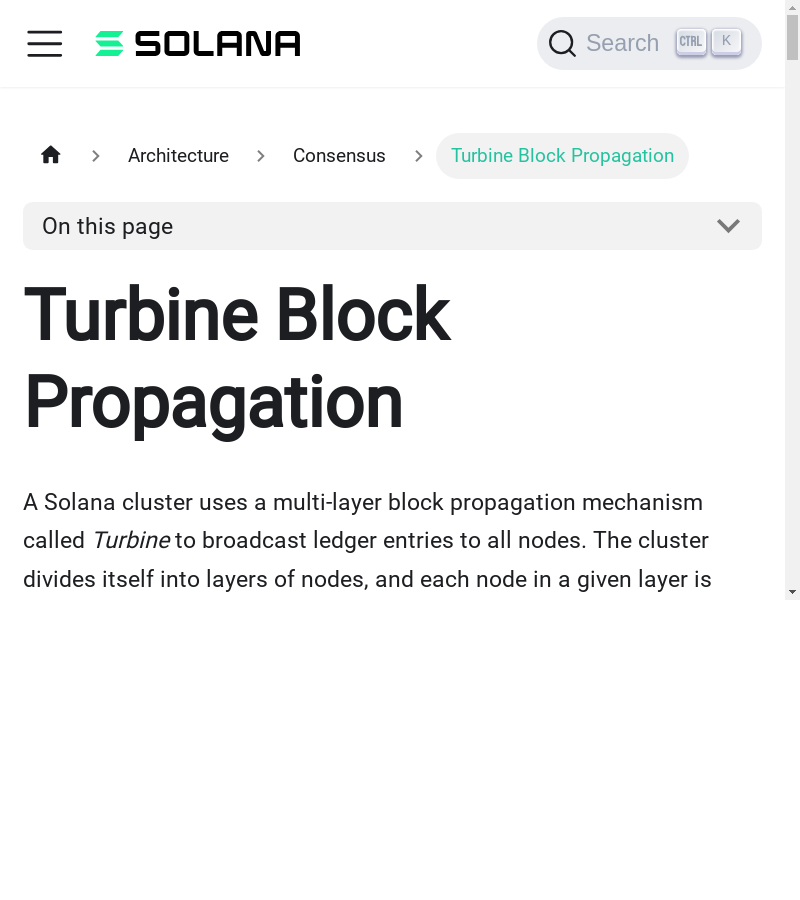 SOLANA
Search CTRL K
Architecture Consensus Turbine Block Propagation
On this page
Turbine Block
Propagation
A Solana cluster uses a multi-layer block propagation mechanism
called Turbine to broadcast ledger entries to all nodes. The cluster
divides itself into layers of nodes, and each node in a given layer is